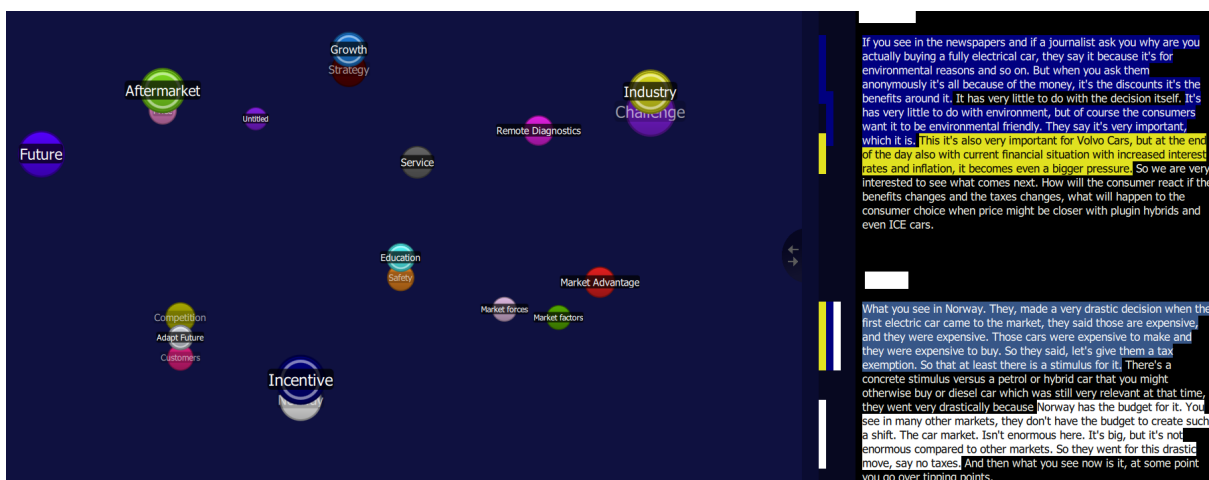 Growth
Strategy
Aftermarket
Untitled
Industry
Challenge
Remote Diagnostics
Future
Service
Education
Safety
Market Advantage
Market forces
Market factors
Competition
Adapt Future
Customers
Incentive
Norway
If you see in the newspapers and if a journalist ask you why are you
actually buying a fully electrical car, they say it because it's for
environmental reasons and so on. But when you ask them
anonymously it's all because of the money, it's the discounts it's the
benefits around it. It has very little to do with the decision itself. It's
has very little to do with environment, but of course the consumers
want it to be environmental friendly. They say it's very important,
which it is. This it's also very important for Volvo Cars, but at the end
of the day also with current financial situation with increased interest
rates and inflation, it becomes even a bigger pressure. So we are very
interested to see what comes next. How will the consumer react if the
benefits changes and the taxes changes, what will happen to the
consumer choice when price might be closer with plugin hybrids and
even ICE cars.
What you see in Norway. They, made a very drastic decision when the
first electric car came to the market, they said those are expensive,
and they were expensive. Those cars were expensive to make and
they were expensive to buy. So they said, let's give them a tax
exemption. So that at least there is a stimulus for it. There's a
concrete stimulus versus a petrol or hybrid car that you might
otherwise buy or diesel car which was still very relevant at that time,
they went very drastically because Norway has the budget for it. You
see in many other markets, they don't have the budget to create such
a shift. The car market. Isn't enormous here. It's big, but it's not
enormous compared to other markets. So they went for this drastic
move, say no taxes. And then what you see now is it, at some point
you go over tipping points.